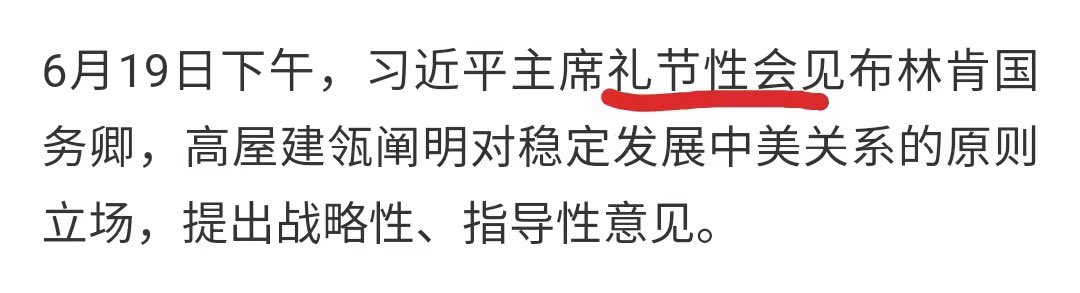 6月19日下午，习近平主席礼节性会见布林肯国
务卿，高屋建瓴阐明对稳定发展中美关系的原则
立场，提出战略性、指导性意见。